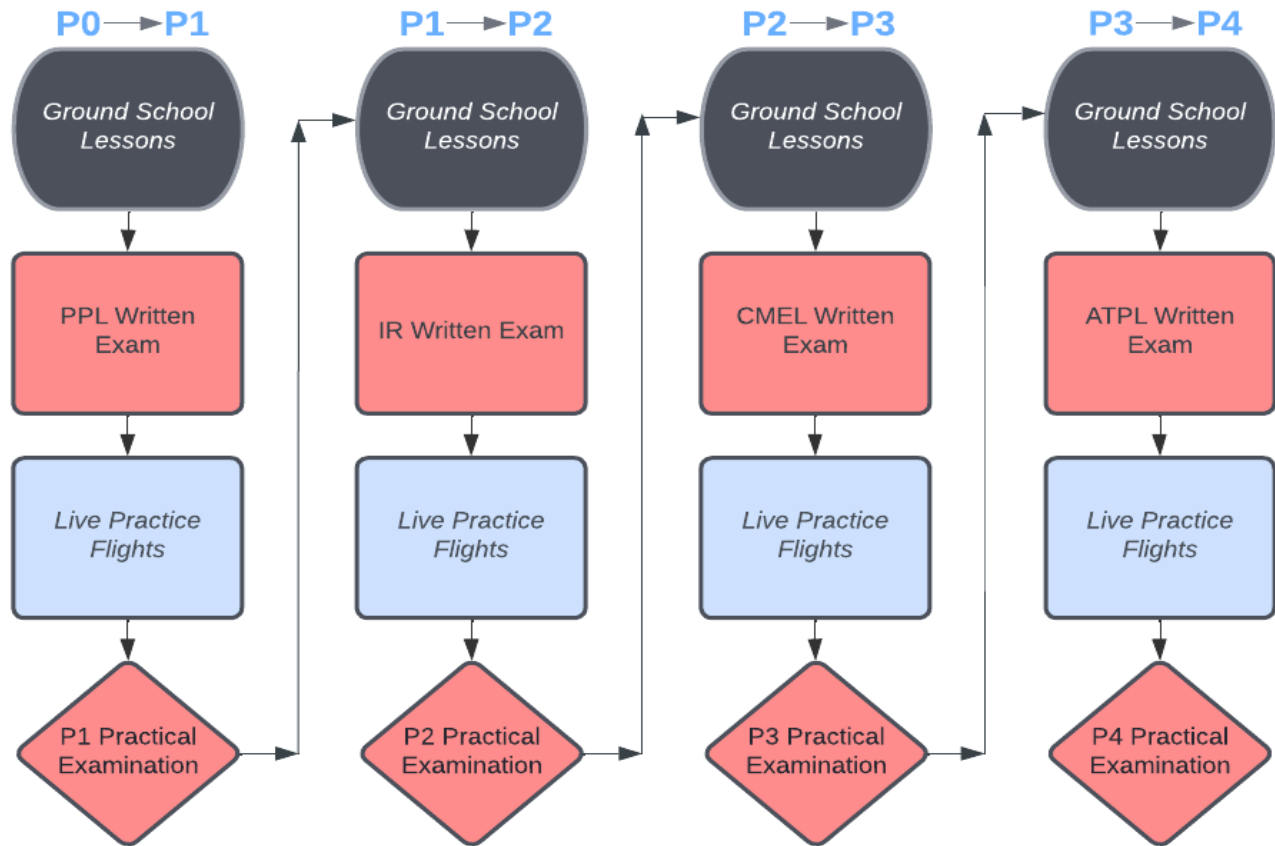 P0 → P1
Ground School
Lessons
PPL Written
Exam
Live Practice
Flights
P1 Practical
Examination
P1 → P2
Ground School
Lessons
IR Written Exam
Live Practice
Flights
P2 Practical
Examination
P2 → P3
Ground School
Lessons
CMEL Written
Exam
Live Practice
Flights
P3 Practical
Examination
P3 → P4
Ground School
Lessons
ATPL Written
Exam
Live Practice
Flights
P4 Practical
Examination